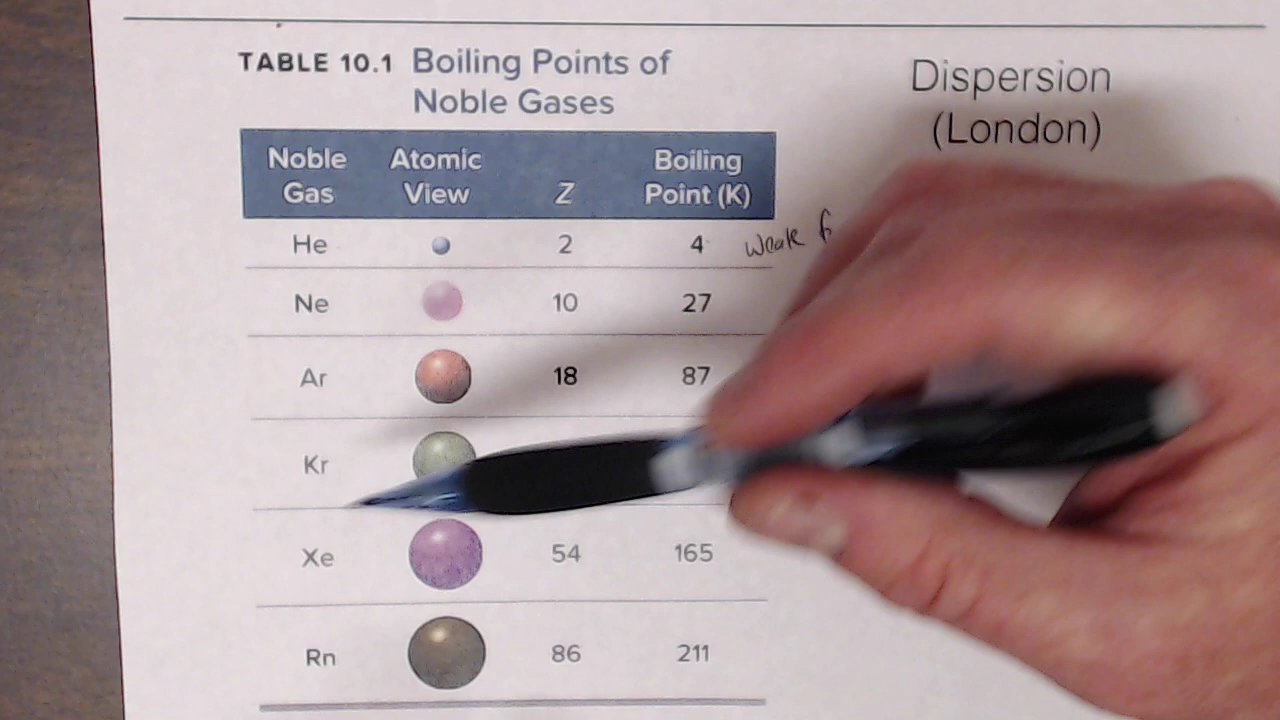 TABLE 10.1 Boiling Points of
Noble Gases
Dispersion
(London)
Noble Gas Atomic View Z Boiling Point (K)
He 2 4 weak f
Ne 10 27
Ar 18 87
Kr
Xe 54 165
Rn 86 211